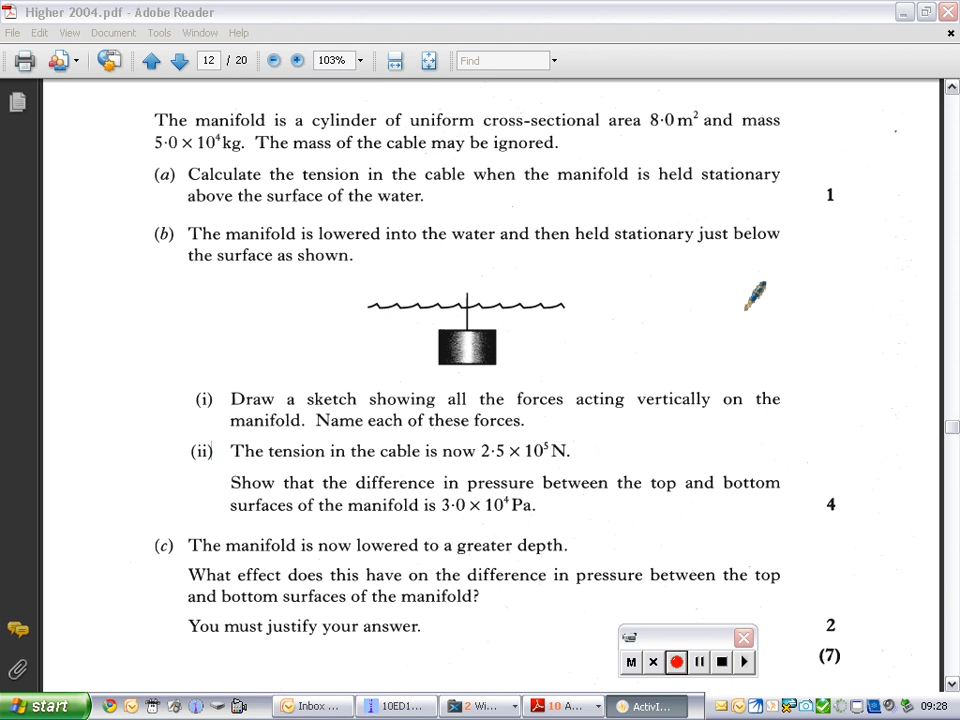 Higher 2004.pdf - Adobe Reader
File Edit View Document Tools Window Help
12 / 20 103% Find
The manifold is a cylinder of uniform cross-sectional area 8·0 m² and mass
5·0 × 10⁴ kg. The mass of the cable may be ignored.
(a) Calculate the tension in the cable when the manifold is held stationary
above the surface of the water. 1
(b) The manifold is lowered into the water and then held stationary just below
the surface as shown.
(i) Draw a sketch showing all the forces acting vertically on the
manifold. Name each of these forces.
(ii) The tension in the cable is now 2·5 × 10⁵ N.
Show that the difference in pressure between the top and bottom
surfaces of the manifold is 3·0 × 10⁴ Pa. 4
(c) The manifold is now lowered to a greater depth.
What effect does this have on the difference in pressure between the top
and bottom surfaces of the manifold?
You must justify your answer. 2
(7)
M
start Inbox ... 10ED1... 2 Wi... 10 A... ActivI... 09:28